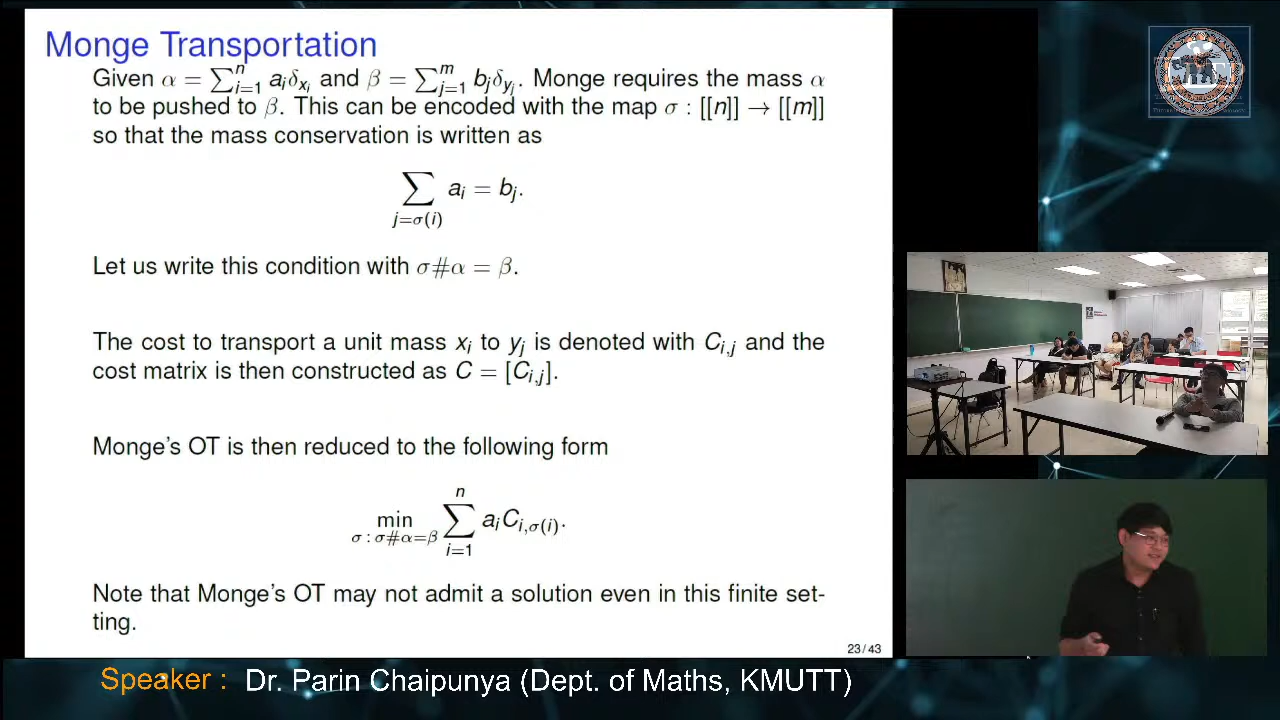 Monge Transportation
Given α = ∑ⁿᵢ₌₁ aᵢδₓᵢ and β = ∑ᵐⱼ₌₁ bⱼδyⱼ. Monge requires the mass α
to be pushed to β. This can be encoded with the map σ : [[n]] → [[m]]
so that the mass conservation is written as
∑_{j=σ(i)} aᵢ = bⱼ.
Let us write this condition with σ#α = β.
The cost to transport a unit mass xᵢ to yⱼ is denoted with C_{i,j} and the
cost matrix is then constructed as C = [C_{i,j}].
Monge's OT is then reduced to the following form
min_{σ : σ#α=β} ∑ⁿᵢ₌₁ aᵢC_{i,σ(i)}.
Note that Monge's OT may not admit a solution even in this finite set-
ting.
23/43
Speaker : Dr. Parin Chaipunya (Dept. of Maths, KMUTT)